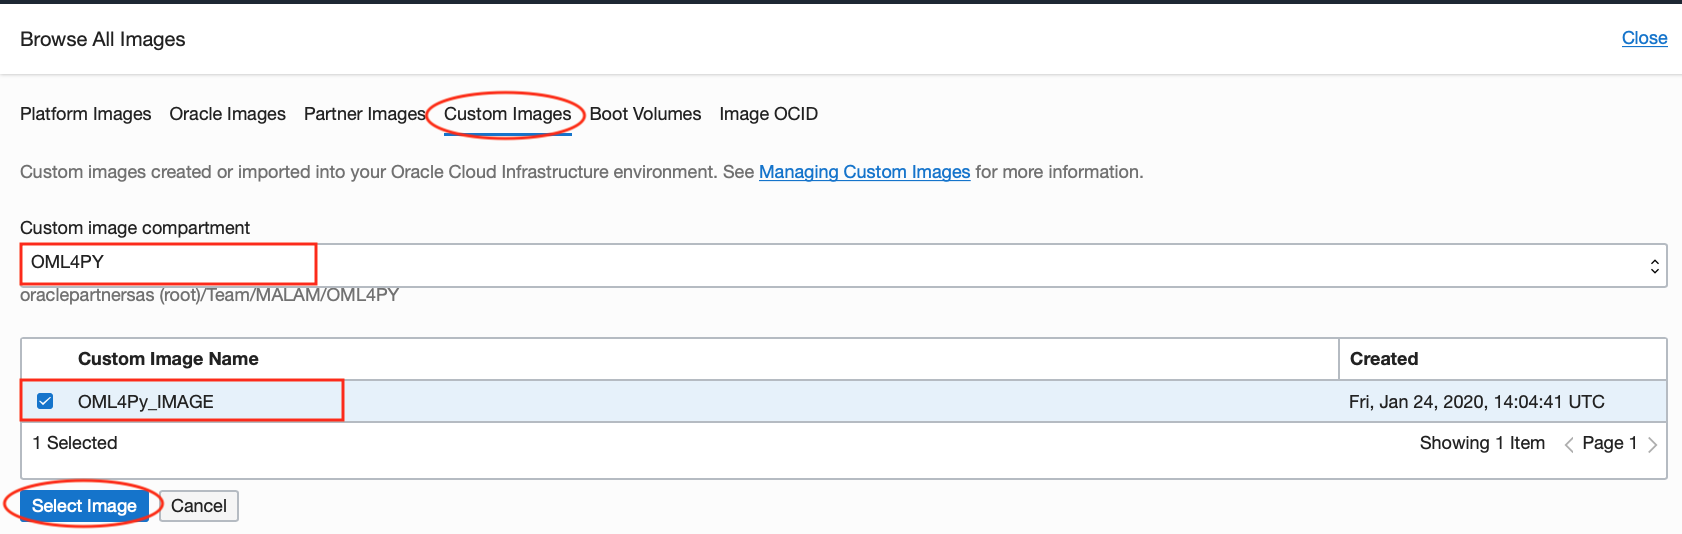 Browse All Images
Close
Platform Images Oracle Images Partner Images Custom Images Boot Volumes Image OCID
Custom images created or imported into your Oracle Cloud Infrastructure environment. See Managing Custom Images for more information.
Custom image compartment
OML4PY
oraclepartnersas (root)/Team/MALAM/OML4PY
Custom Image Name Created
OML4Py_IMAGE Fri, Jan 24, 2020, 14:04:41 UTC
1 Selected Showing 1 Item < Page 1 >
Select Image Cancel